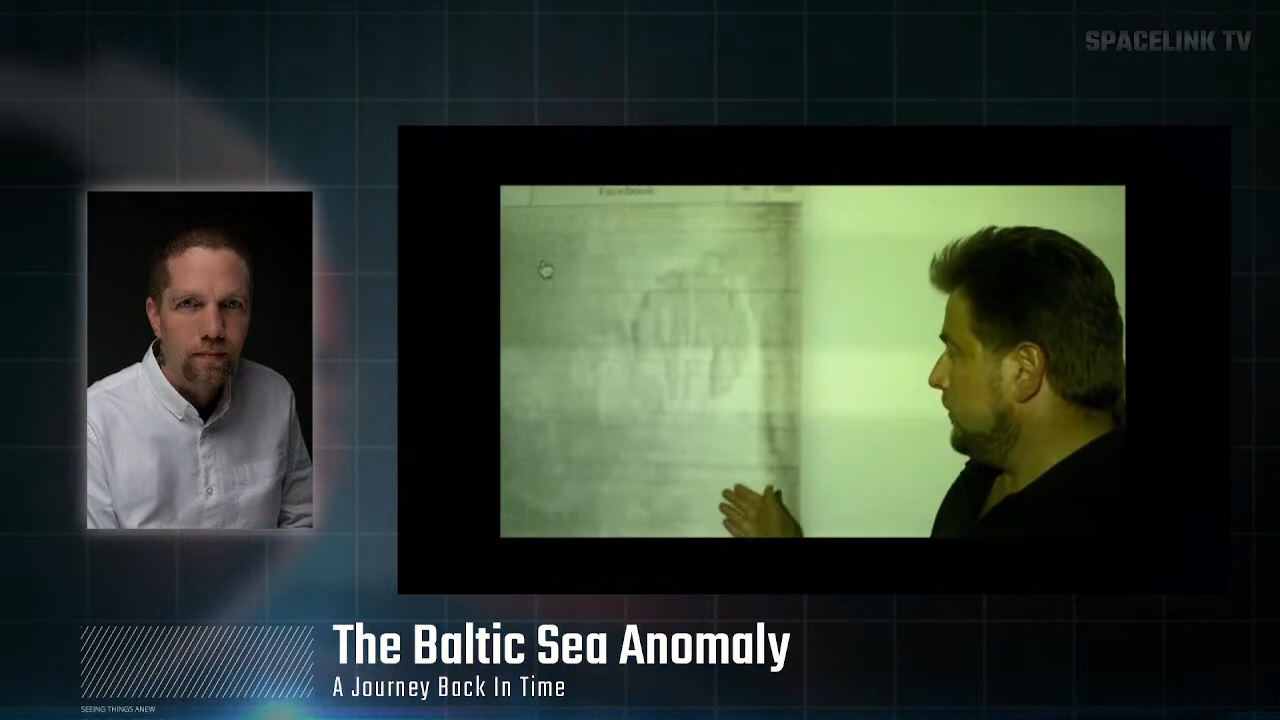 SPACELINK TV
Facebook
The Baltic Sea Anomaly
A Journey Back In Time
SEEING THINGS ANEW